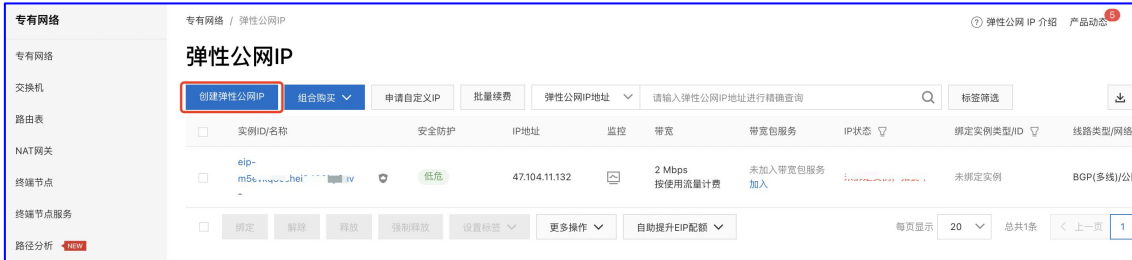 专有网络
专有网络 / 弹性公网IP
弹性公网 IP 介绍 产品动态 5
专有网络
弹性公网IP
交换机
创建弹性公网IP 组合购买 申请自定义IP 批量续费 弹性公网IP地址 请输入弹性公网IP地址进行精确查询 标签筛选
路由表
实例ID/名称 安全防护 IP地址 监控 带宽 带宽包服务 IP状态 绑定实例类型/ID 线路类型/网络
NAT网关
eip-
终端节点
低危 47.104.11.132 2 Mbps 未加入带宽包服务 未绑定实例 BGP(多线)/公
按使用流量计费 加入
-
终端节点服务
绑定 解除 释放 强制释放 设置标签 更多操作 自助提升EIP配额 每页显示 20 总共1条 上一页 1
路径分析 NEW